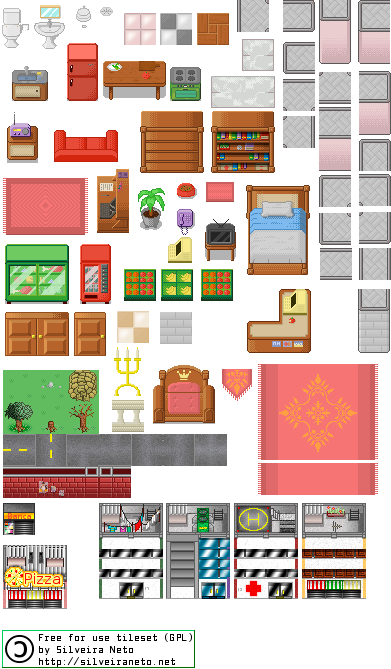 H
Pizza
© Free for use tileset (GPL)
by Silveira Neto
http://silveiraneto.net